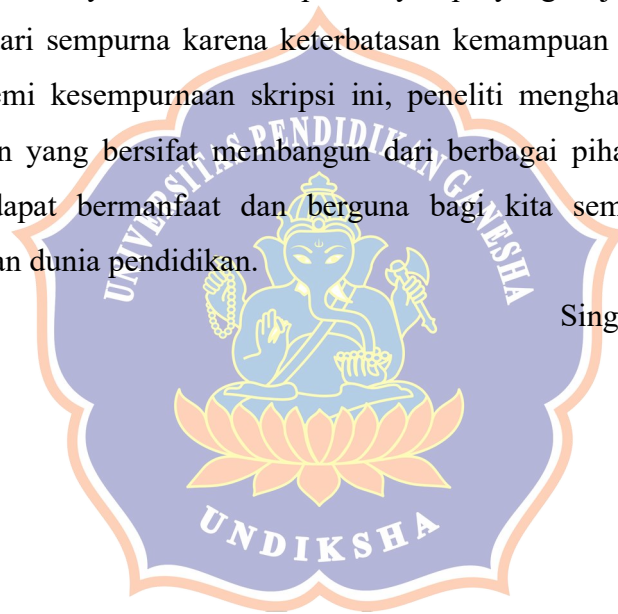 ari sempurna karena keterbatasan kemampuan
emi kesempurnaan skripsi ini, peneliti mengha
n yang bersifat membangun dari berbagai piha
dapat bermanfaat dan berguna bagi kita sem
an dunia pendidikan.
Sing
UNIVERSITAS PENDIDIKAN GANESHA
UNDIKSHA